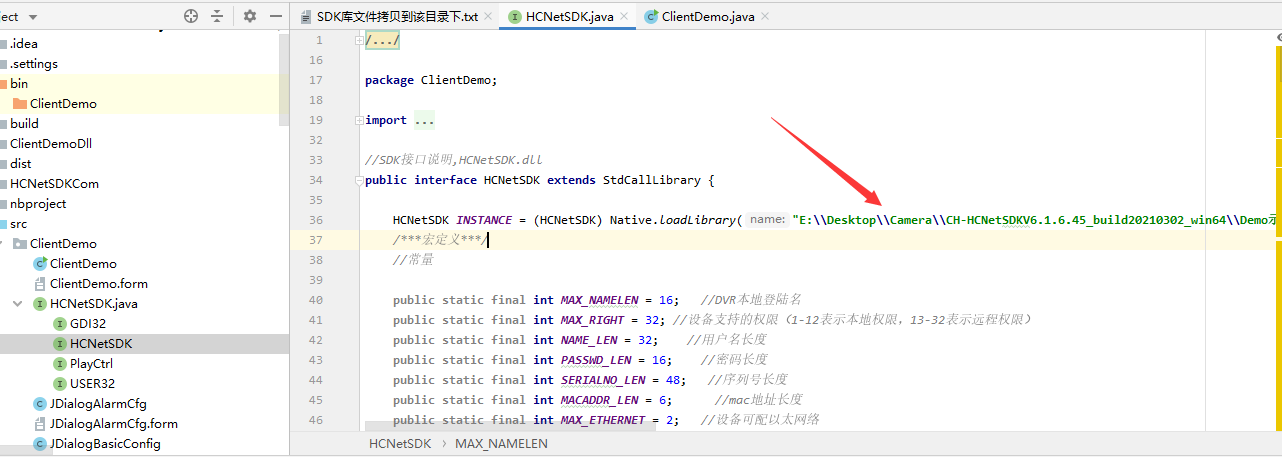 ect
SDK库文件拷贝到该目录下.txt
HCNetSDK.java
ClientDemo.java
.idea
.settings
bin
ClientDemo
build
ClientDemoDll
dist
HCNetSDKCom
nbproject
src
ClientDemo
ClientDemo
ClientDemo.form
HCNetSDK.java
GDI32
HCNetSDK
PlayCtrl
USER32
JDialogAlarmCfg
JDialogAlarmCfg.form
JDialogBasicConfig
1 /.../
16
17 package ClientDemo;
18
19 import ...
32
33 //SDK接口说明,HCNetSDK.dll
34 public interface HCNetSDK extends StdCallLibrary {
35
36 HCNetSDK INSTANCE = (HCNetSDK) Native.loadLibrary( name: "E:\\Desktop\\Camera\\CH-HCNetSDKV6.1.6.45_build20210302_win64\\Demo示
37 /***宏定义***/
38 //常量
39
40 public static final int MAX_NAMELEN = 16; //DVR本地登陆名
41 public static final int MAX_RIGHT = 32; //设备支持的权限（1-12表示本地权限，13-32表示远程权限）
42 public static final int NAME_LEN = 32; //用户名长度
43 public static final int PASSWD_LEN = 16; //密码长度
44 public static final int SERIALNO_LEN = 48; //序列号长度
45 public static final int MACADDR_LEN = 6; //mac地址长度
46 public static final int MAX_ETHERNET = 2; //设备可配以太网络
HCNetSDK › MAX_NAMELEN